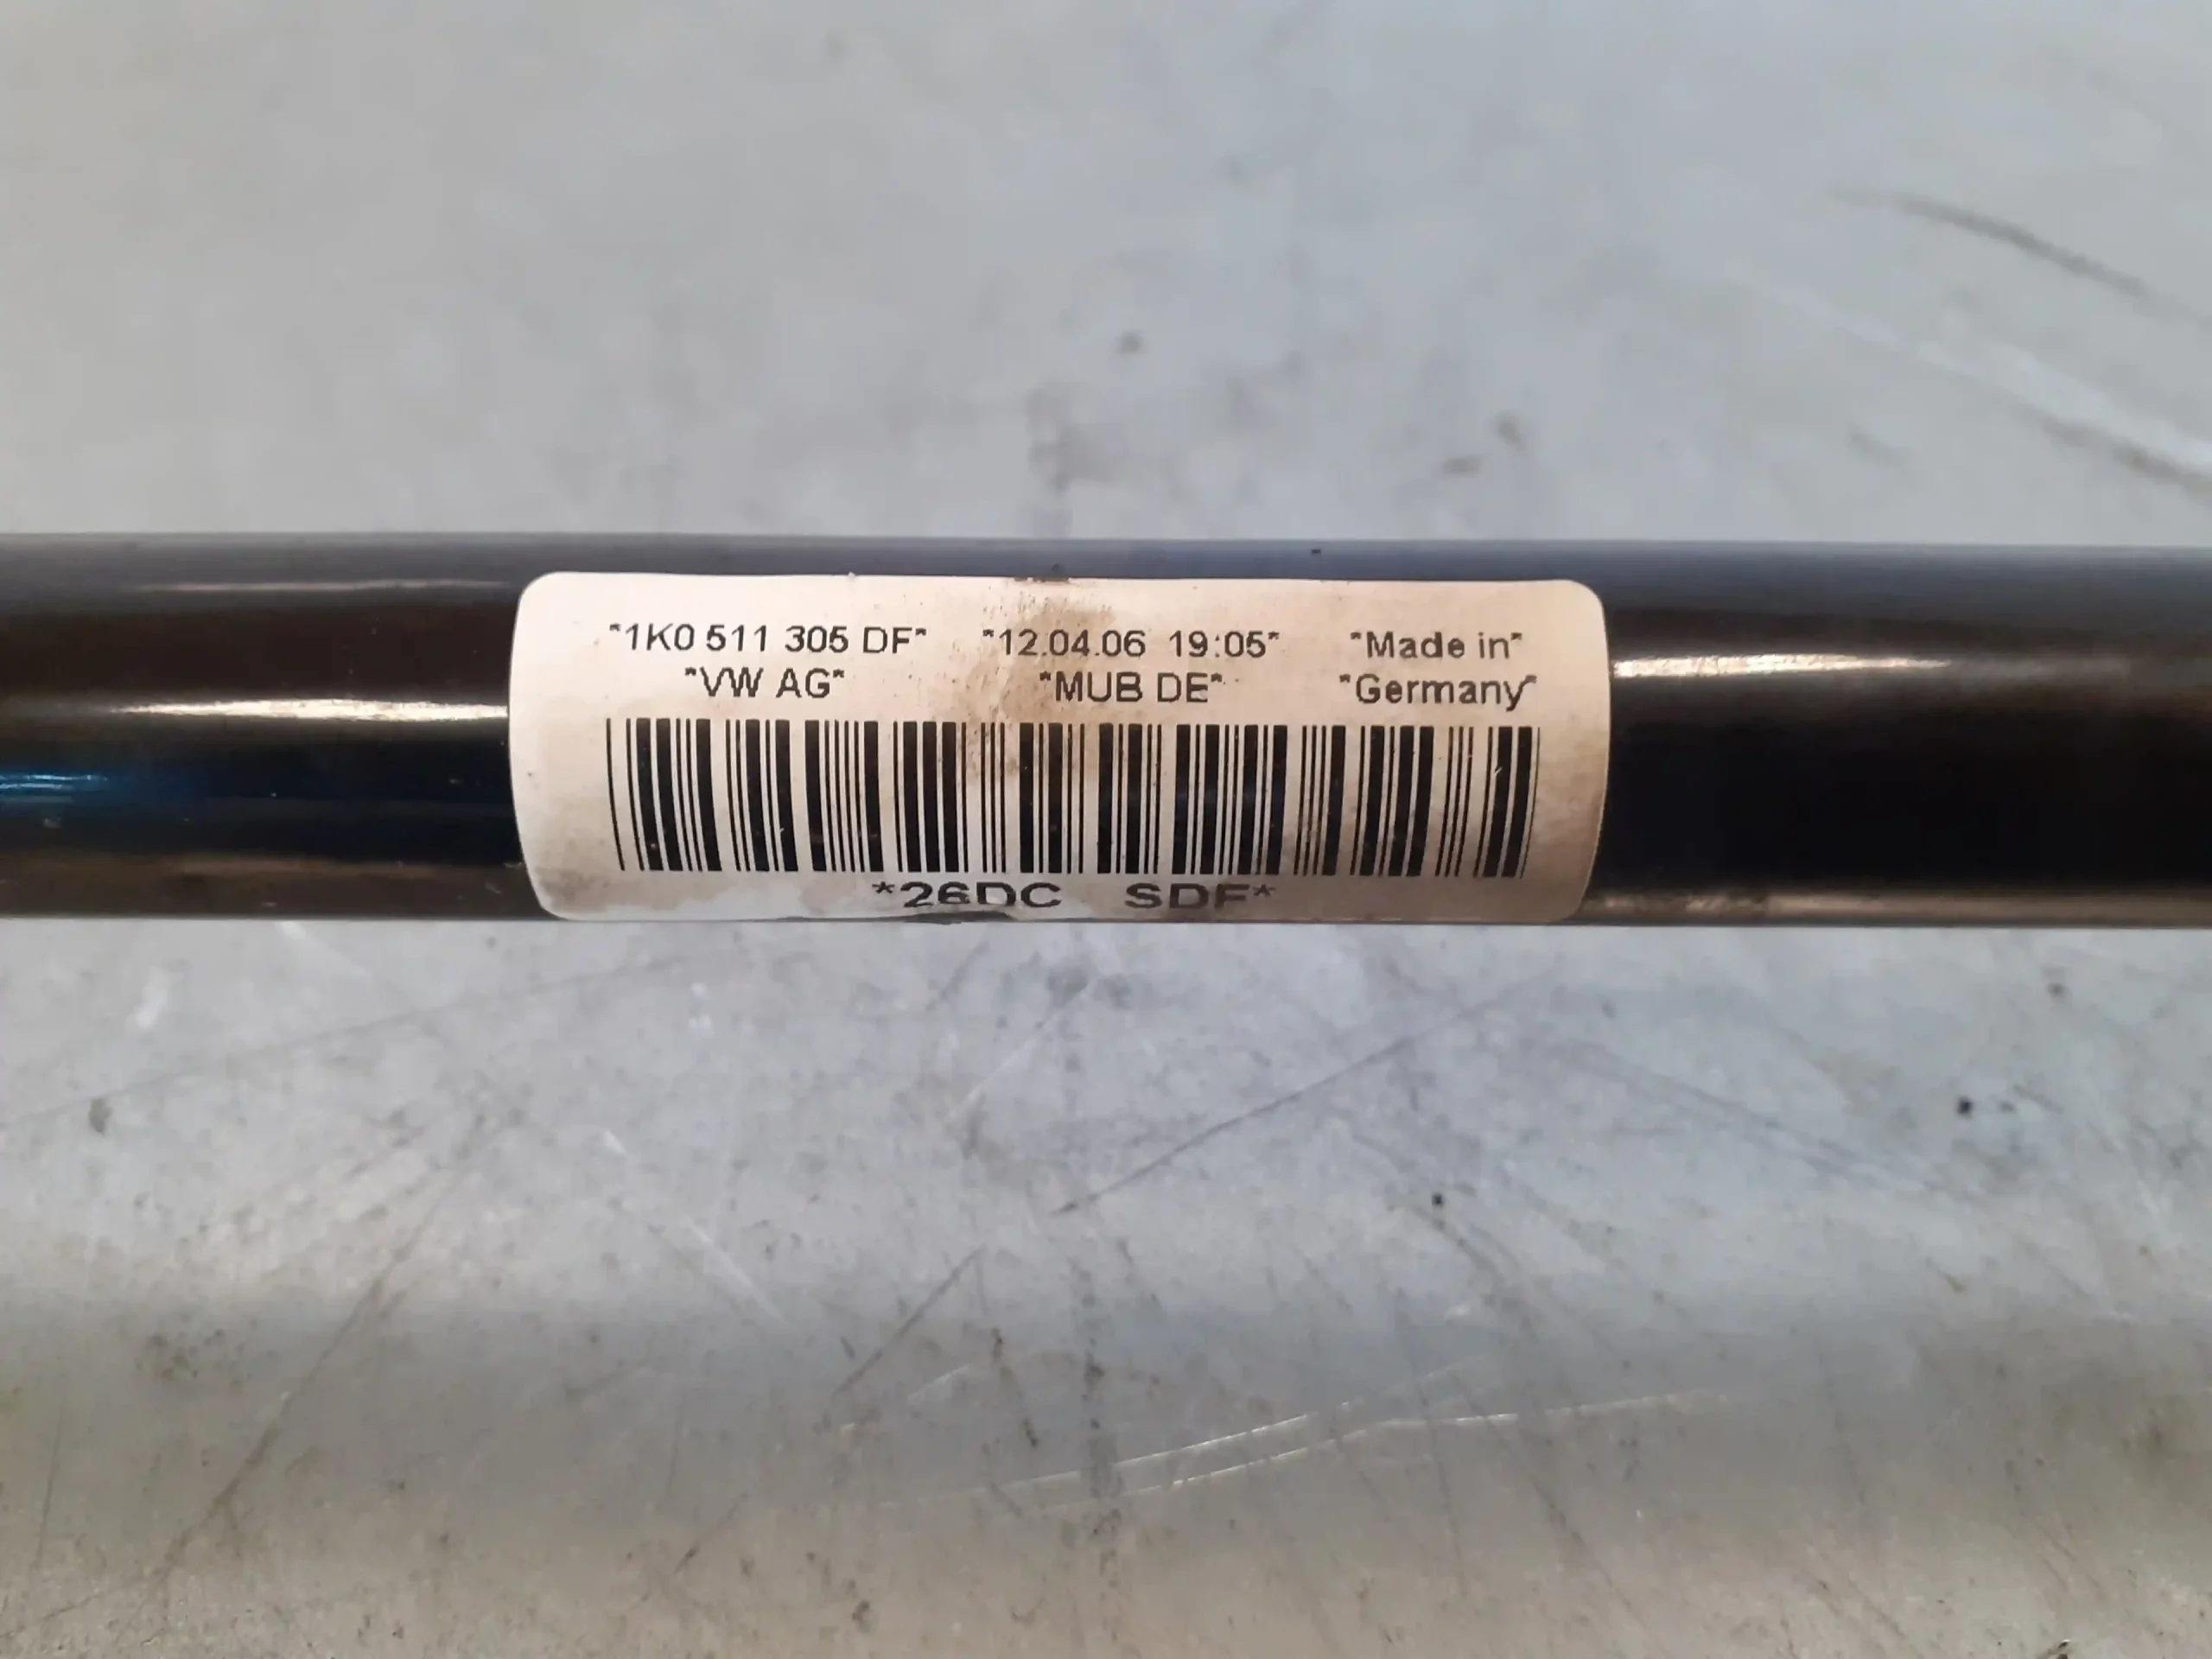 *1K0 511 305 DF* *12.04.06 19:05* *Made in*
*VW AG* *MUB DE* *Germany*
*26DC SDF*